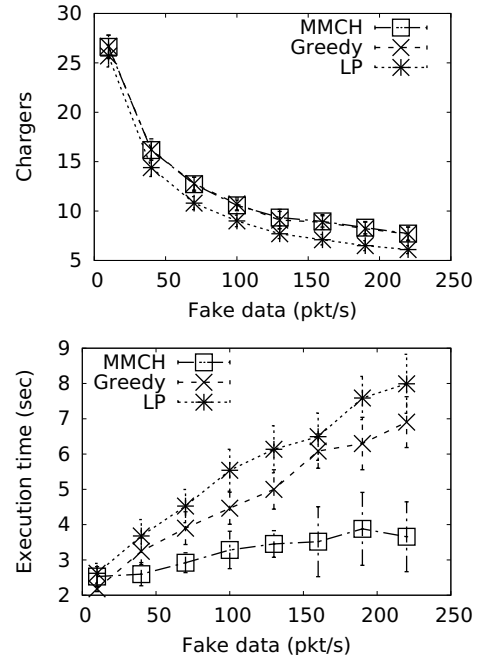 30
25
20
15
10
5
Chargers
MMCH
Greedy
LP
0 50 100 150 200 250
Fake data (pkt/s)
9
8
7
6
5
4
3
2
Execution time (sec)
MMCH
Greedy
LP
0 50 100 150 200 250
Fake data (pkt/s)